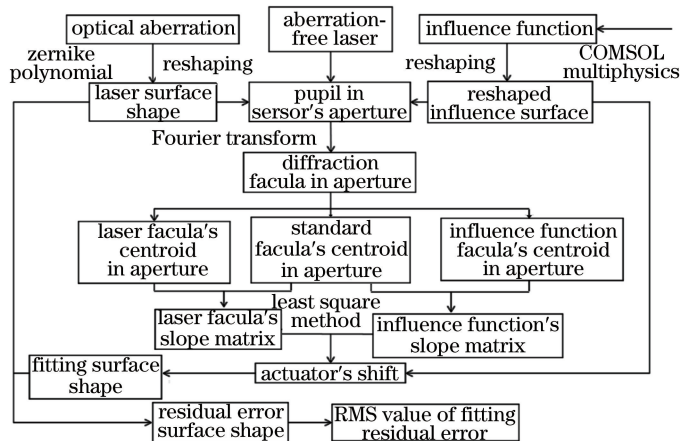 optical aberration
aberration-
free laser
influence function
zernike
polynomial
reshaping
reshaping
COMSOL
multiphysics
laser surface
shape
pupil in
sersor's aperture
reshaped
influence surface
Fourier transform
diffraction
facula in aperture
laser facula's
centroid
in aperture
standard
facula's centroid
in aperture
influence function
facula's centroid
in aperture
least square
method
laser facula's
slope matrix
influence function's
slope matrix
fitting surface
shape
actuator's shift
residual error
surface shape
RMS value of fitting
residual error